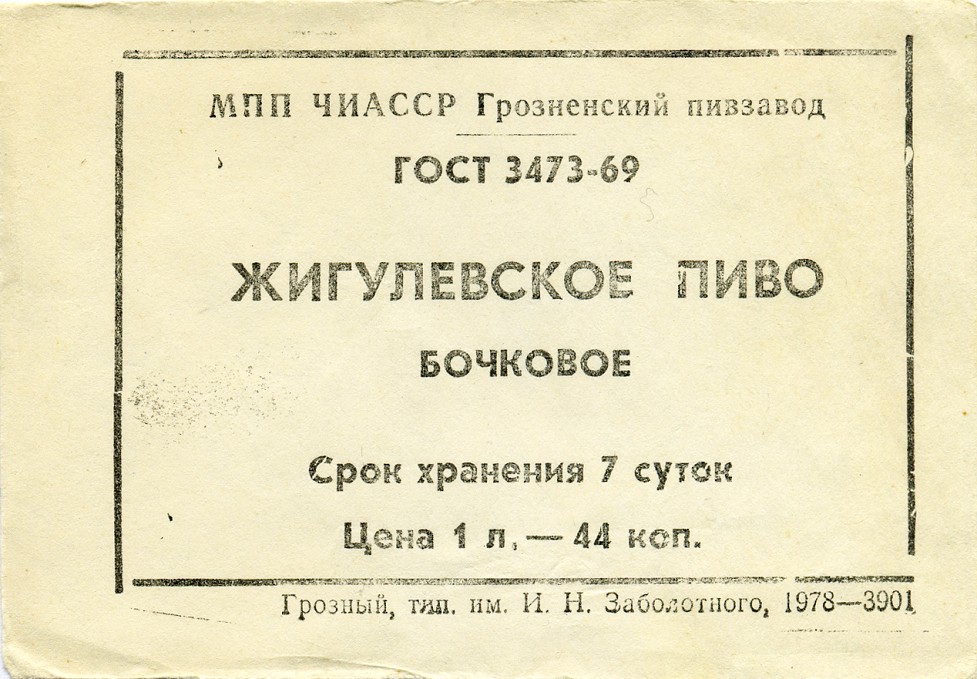 МПП ЧИАССР Грозненский пивзавод
ГОСТ 3473-69
ЖИГУЛЕВСКОЕ ПИВО
БОЧКОВОЕ
Срок хранения 7 суток
Цена 1 л,— 44 коп.
Грозный, тип. им. И. Н. Заболотного, 1978—3901